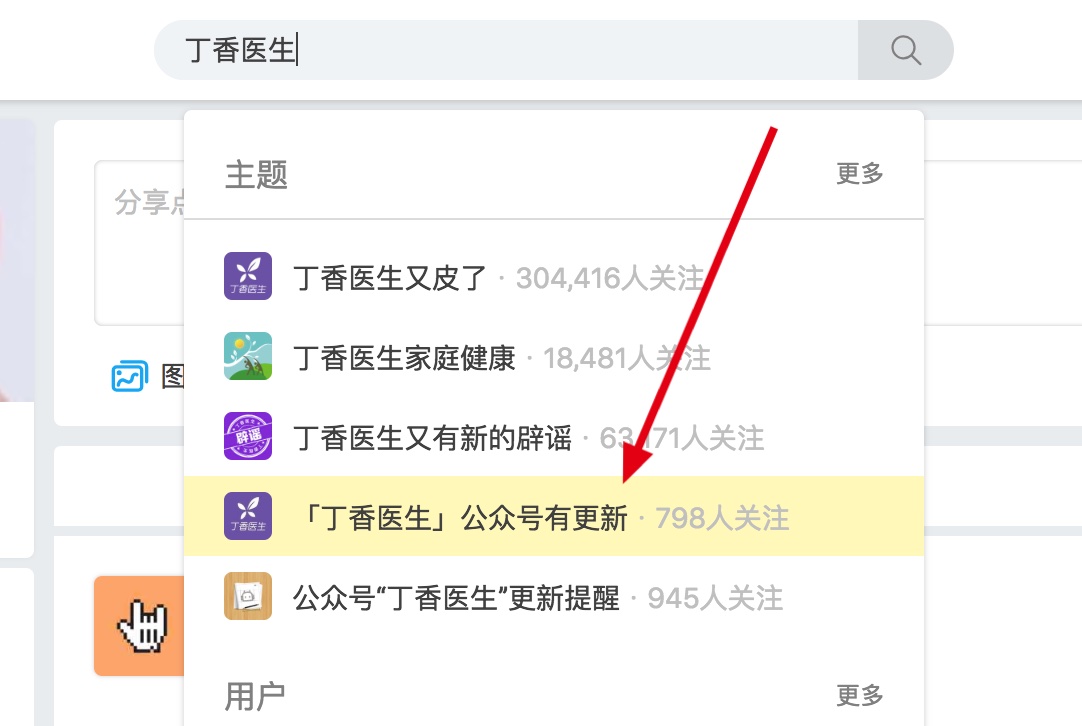 丁香医生
分享点
图
主题 更多
丁香医生
丁香医生又皮了 · 304,416人关注
丁香医生家庭健康 · 18,481人关注
辟谣
丁香医生又有新的辟谣 · 63,171人关注
丁香医生
「丁香医生」公众号有更新 · 798人关注
公众号“丁香医生”更新提醒 · 945人关注
用户 更多